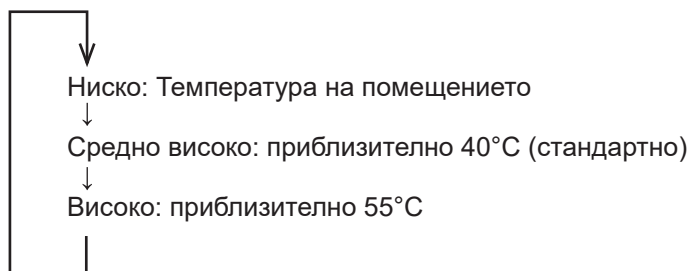 Ниско: Температура на помещението
↓
Средно високо: приблизително 40°C (стандартно)
↓
Високо: приблизително 55°C